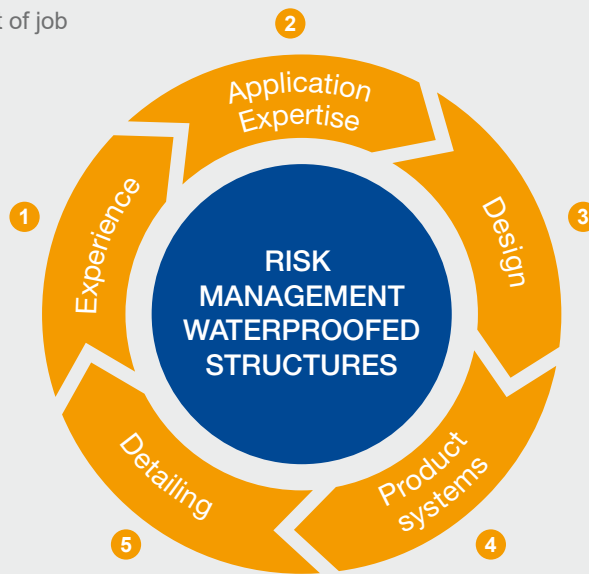 t of job
2
Application
Expertise
1
Experience
3
Design
RISK
MANAGEMENT
WATERPROOFED
STRUCTURES
Detailing
5
Product
systems
4